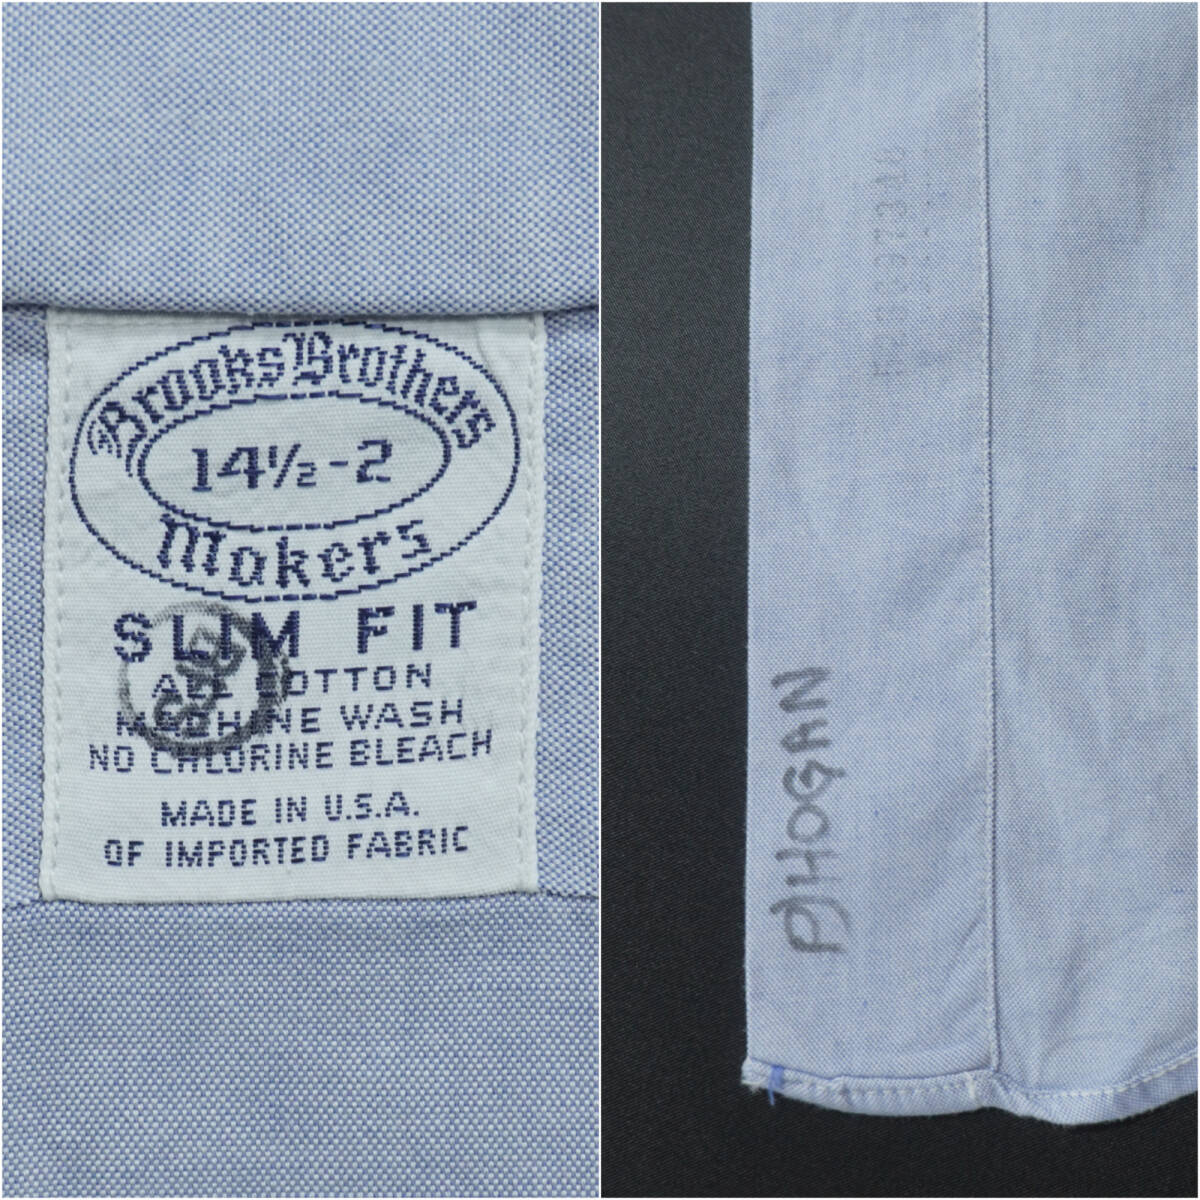 Brooks Brothers
14½-2
Makers
SLIM FIT
ALL COTTON
MACHINE WASH
NO CHLORINE BLEACH
MADE IN U.S.A.
OF IMPORTED FABRIC
P)HOGAN